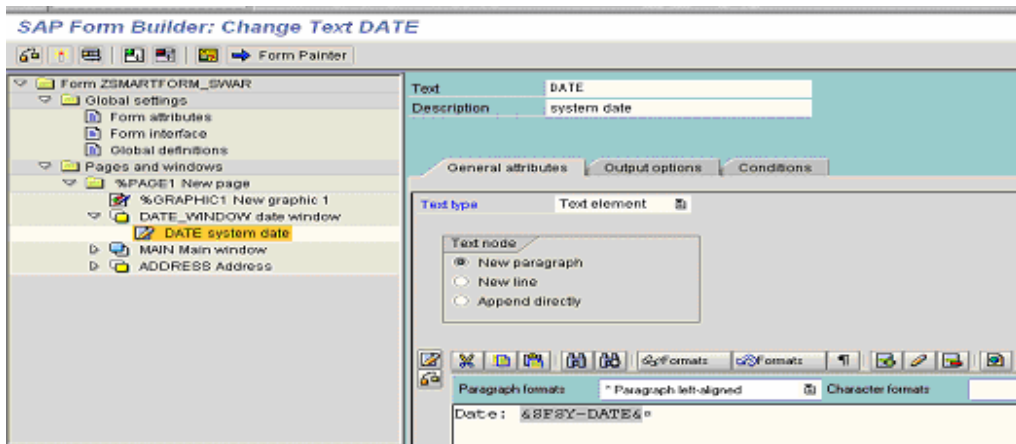 SAP Form Builder: Change Text DATE
Form Painter
Form ZSMARTFORM_SWAR
Global settings
Form attributes
Form interface
Global definitions
Pages and windows
%PAGE1 New page
%GRAPHIC1 New graphic 1
DATE_WINDOW date window
DATE system date
MAIN Main window
ADDRESS Address
Text DATE
Description system date
General attributes Output options Conditions
Text type Text element
Text node
New paragraph
New line
Append directly
Formats Formats
Paragraph formats * Paragraph left-aligned Character formats
Date: &SFSY-DATE&